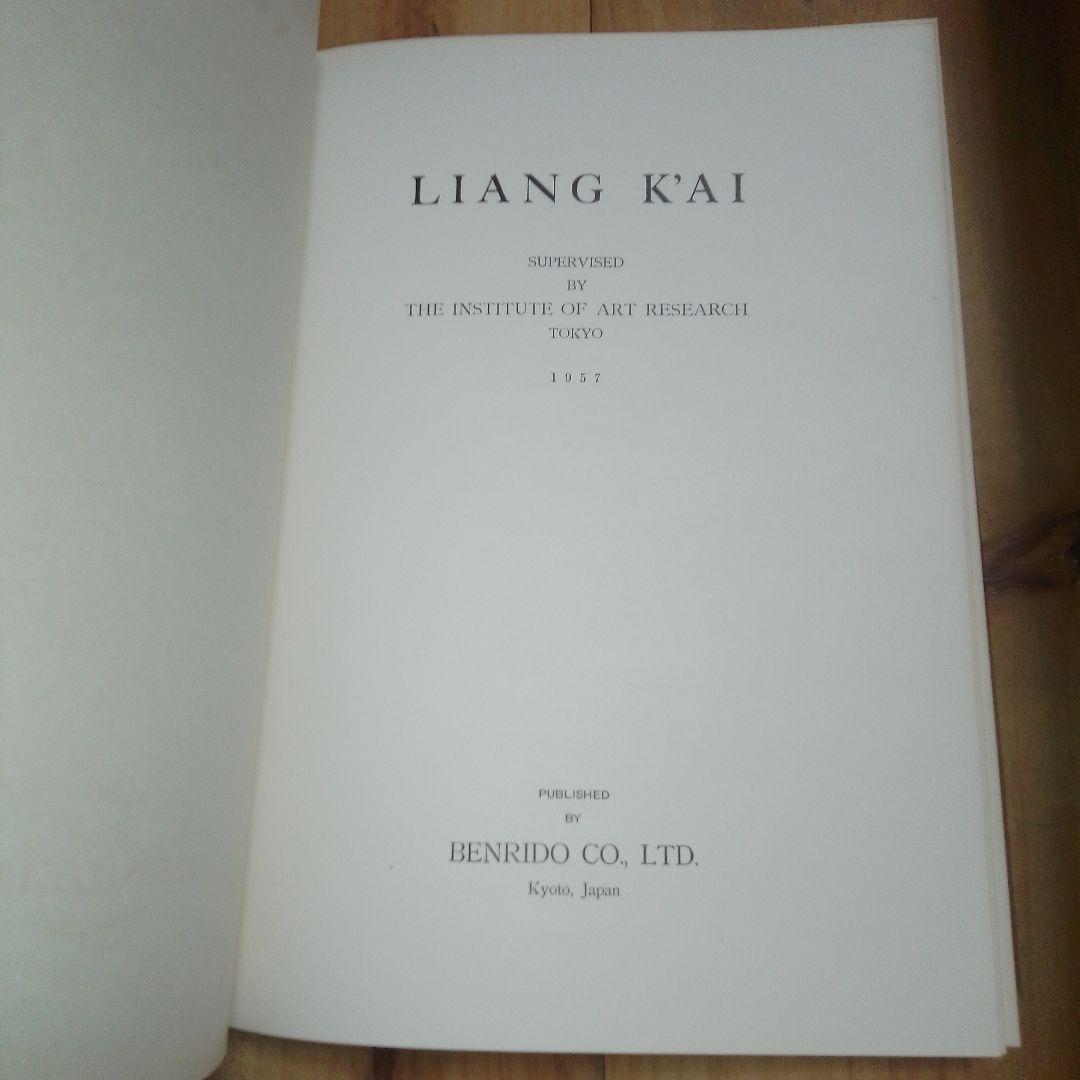 LIANG K'AI
SUPERVISED
BY
THE INSTITUTE OF ART RESEARCH
TOKYO
1957
PUBLISHED
BY
BENRIDO CO., LTD.
Kyoto, Japan